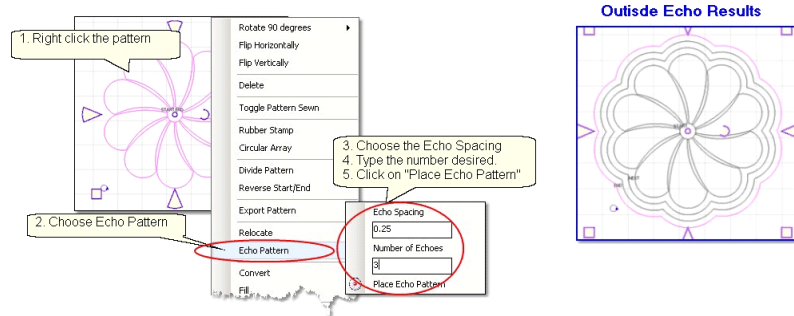 Outisde Echo Results
1. Right click the pattern
Rotate 90 degrees
Flip Horizontally
Flip Vertically
Delete
Toggle Pattern Sewn
Rubber Stamp
Circular Array
Divide Pattern
Reverse Start/End
Export Pattern
Relocate
Echo Pattern
Convert
Fill
2. Choose Echo Pattern
3. Choose the Echo Spacing
4. Type the number desired.
5. Click on "Place Echo Pattern"
Echo Spacing
0.25
Number of Echoes
3
Place Echo Pattern